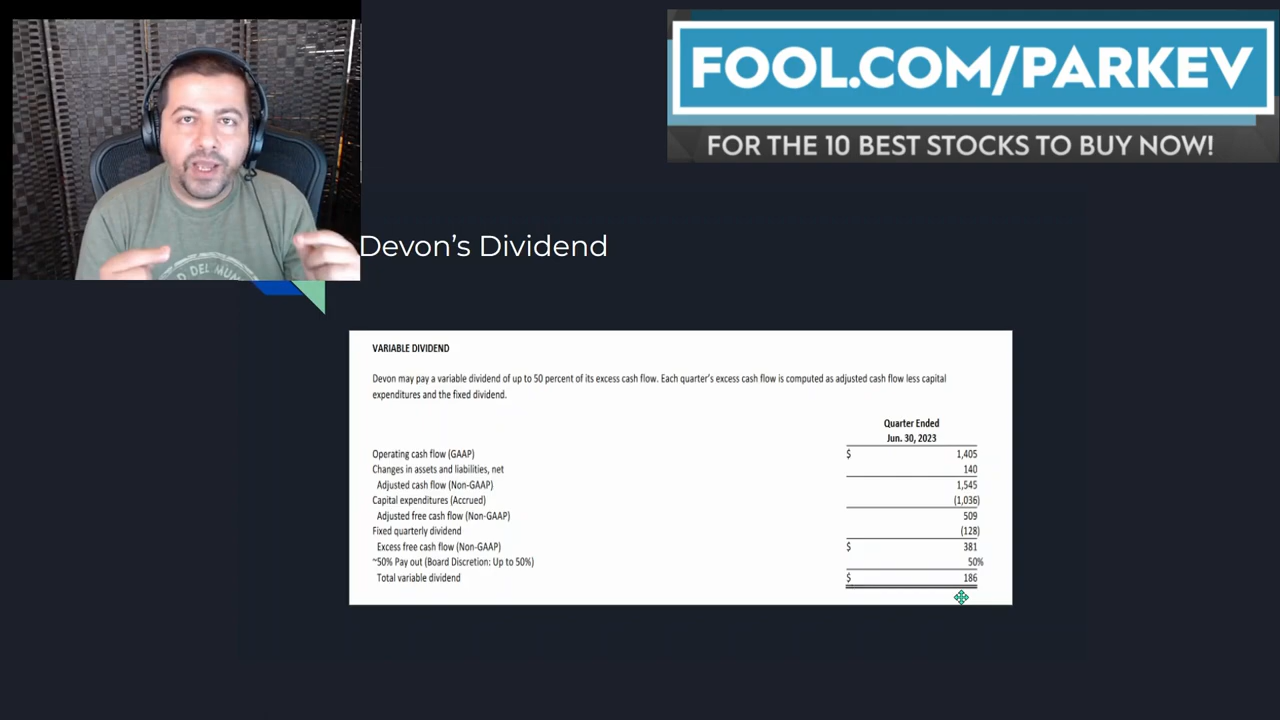 FOOL.COM/PARKEV
FOR THE 10 BEST STOCKS TO BUY NOW!
Devon’s Dividend
VARIABLE DIVIDEND
Devon may pay a variable dividend of up to 50 percent of its excess cash flow. Each quarter's excess cash flow is computed as adjusted cash flow less capital
expenditures and the fixed dividend.
Quarter Ended
Jun. 30, 2023
Operating cash flow (GAAP) $ 1,405
Changes in assets and liabilities, net 140
Adjusted cash flow (Non-GAAP) 1,545
Capital expenditures (Accrued) (1,036)
Adjusted free cash flow (Non-GAAP) 509
Fixed quarterly dividend (128)
Excess free cash flow (Non-GAAP) $ 381
~50% Pay out (Board Discretion: Up to 50%) 50%
Total variable dividend $ 186